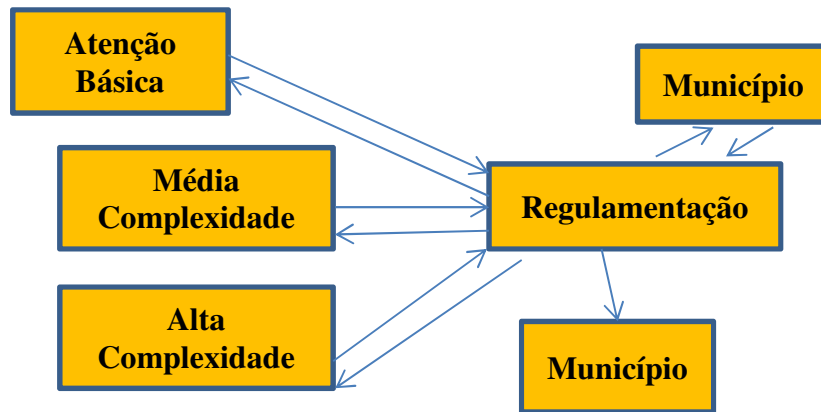 Atenção
Básica
Município
Média
Complexidade
Regulamentação
Alta
Complexidade
Município